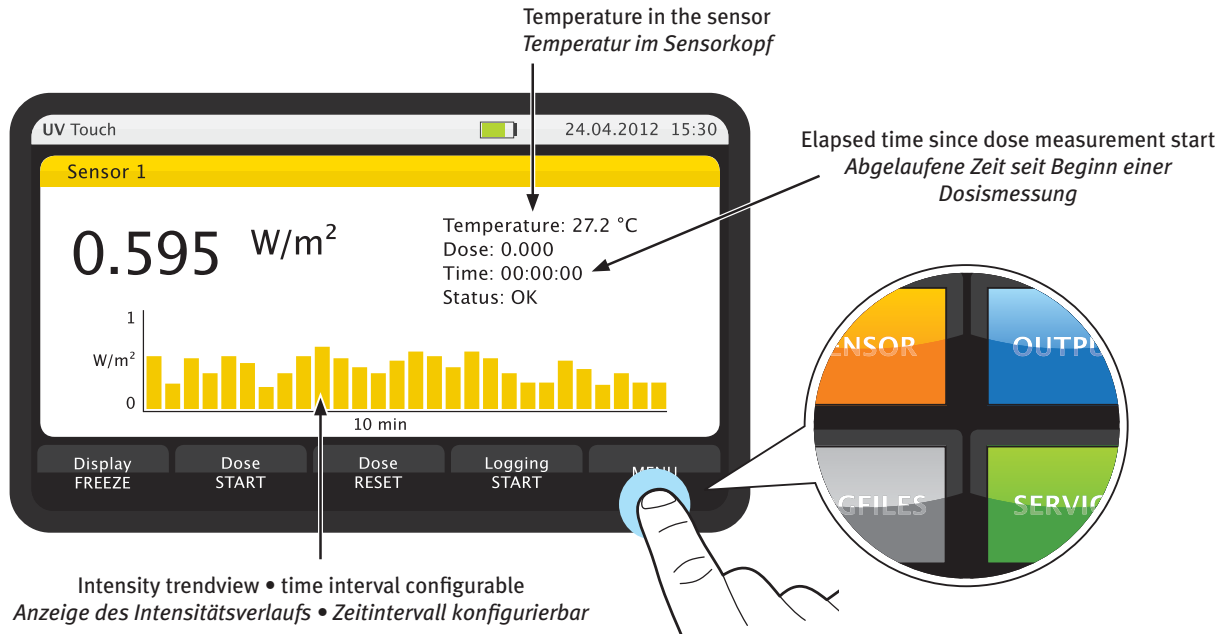 Temperature in the sensor
Temperatur im Sensorkopf
UV Touch
24.04.2012 15:30
Elapsed time since dose measurement start
Abgelaufene Zeit seit Beginn einer
Dosismessung
Sensor 1
0.595 W/m²
Temperature: 27.2 °C
Dose: 0.000
Time: 00:00:00
Status: OK
1
W/m²
0
10 min
ENSOR
OUTPU
GFILES
SERVIC
Display
FREEZE
Dose
START
Dose
RESET
Logging
START
MENU
Intensity trendview • time interval configurable
Anzeige des Intensitätsverlaufs • Zeitintervall konfigurierbar